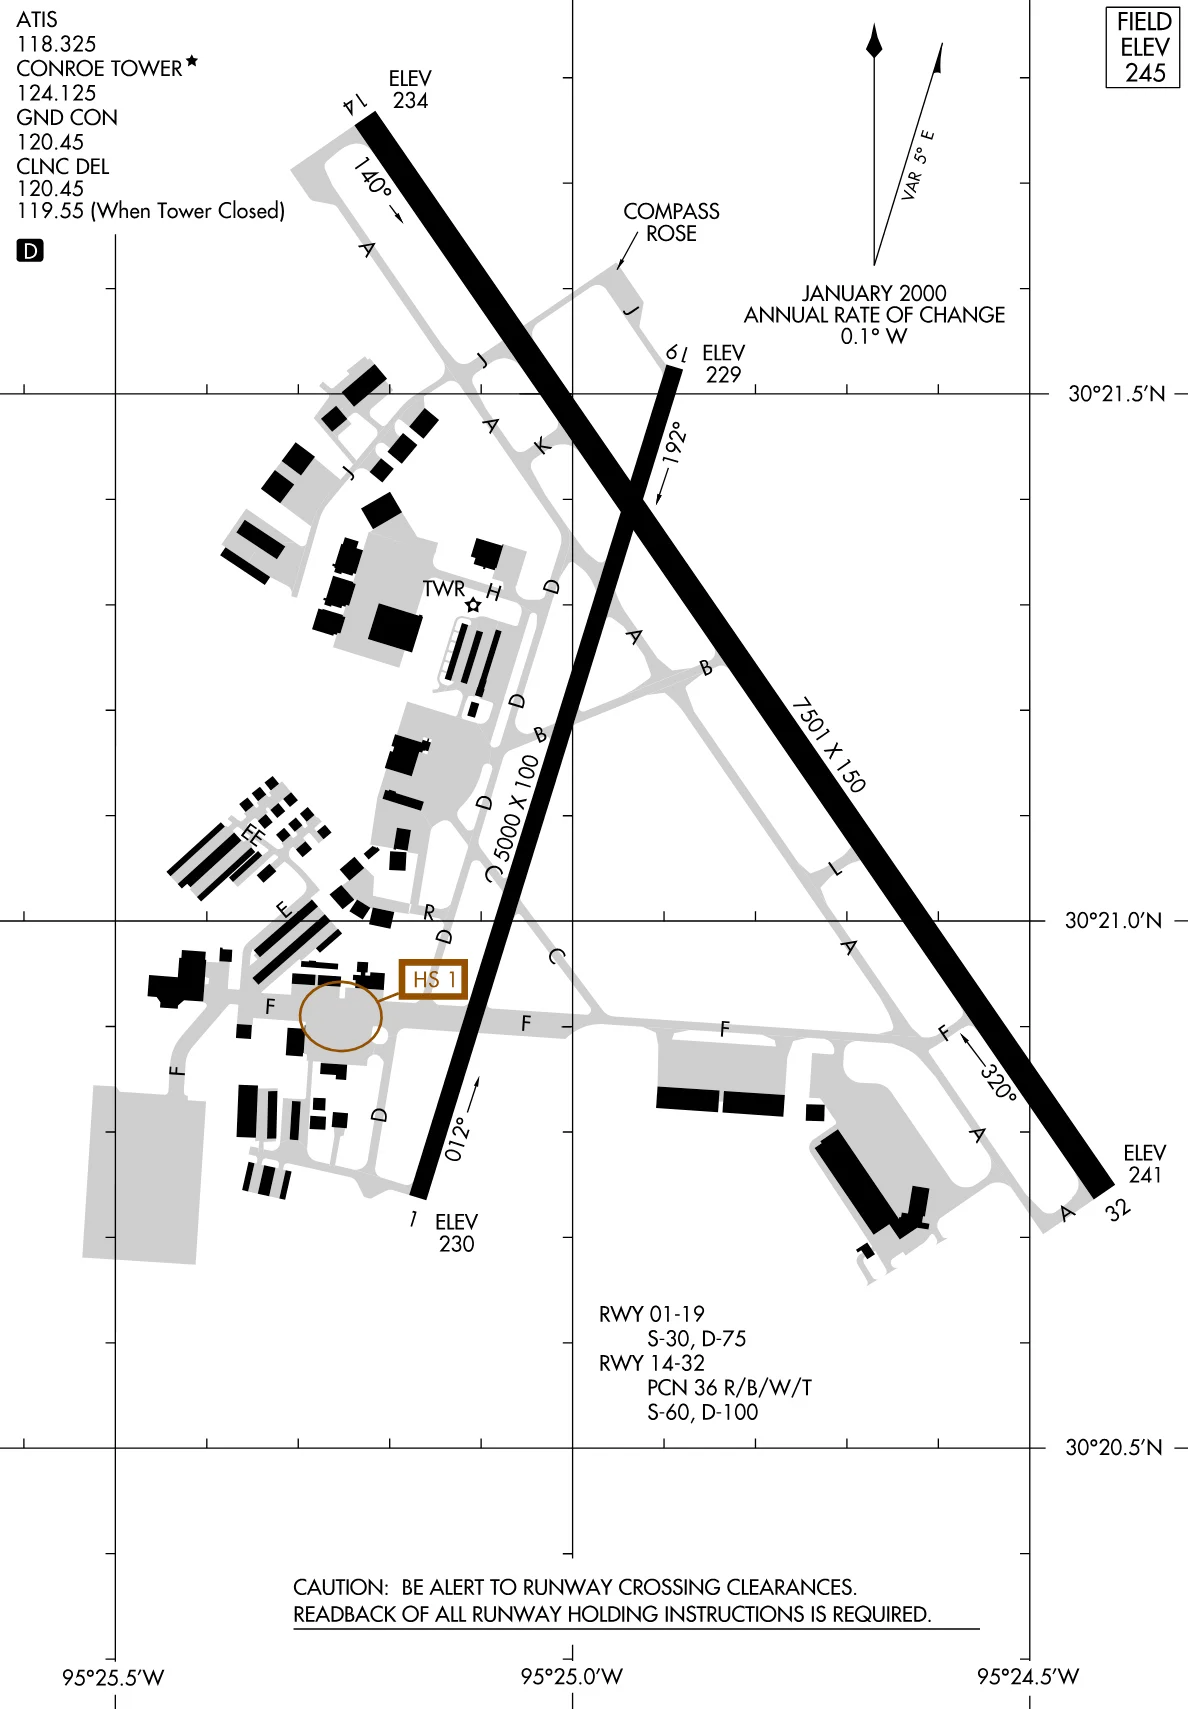 ATIS
118.325
CONROE TOWER★
124.125
GND CON
120.45
CLNC DEL
120.45
119.55 (When Tower Closed)
D
FIELD
ELEV
245
ELEV
234
14
140°
A
VAR 5° E
JANUARY 2000
ANNUAL RATE OF CHANGE
0.1° W
COMPASS
ROSE
J
19
ELEV
229
192°
J
30°21.5'N
A
K
J
TWR
H
D
A
B
D
B
7501 X 150
5000 X 100
D
EE
C
L
E
R
30°21.0'N
D
A
C
HS 1
F
F
F
F
F
320°
D
012°
A
ELEV
241
32
A
1
ELEV
230
RWY 01-19
S-30, D-75
RWY 14-32
PCN 36 R/B/W/T
S-60, D-100
30°20.5'N
CAUTION: BE ALERT TO RUNWAY CROSSING CLEARANCES.
READBACK OF ALL RUNWAY HOLDING INSTRUCTIONS IS REQUIRED.
95°25.5'W
95°25.0'W
95°24.5'W